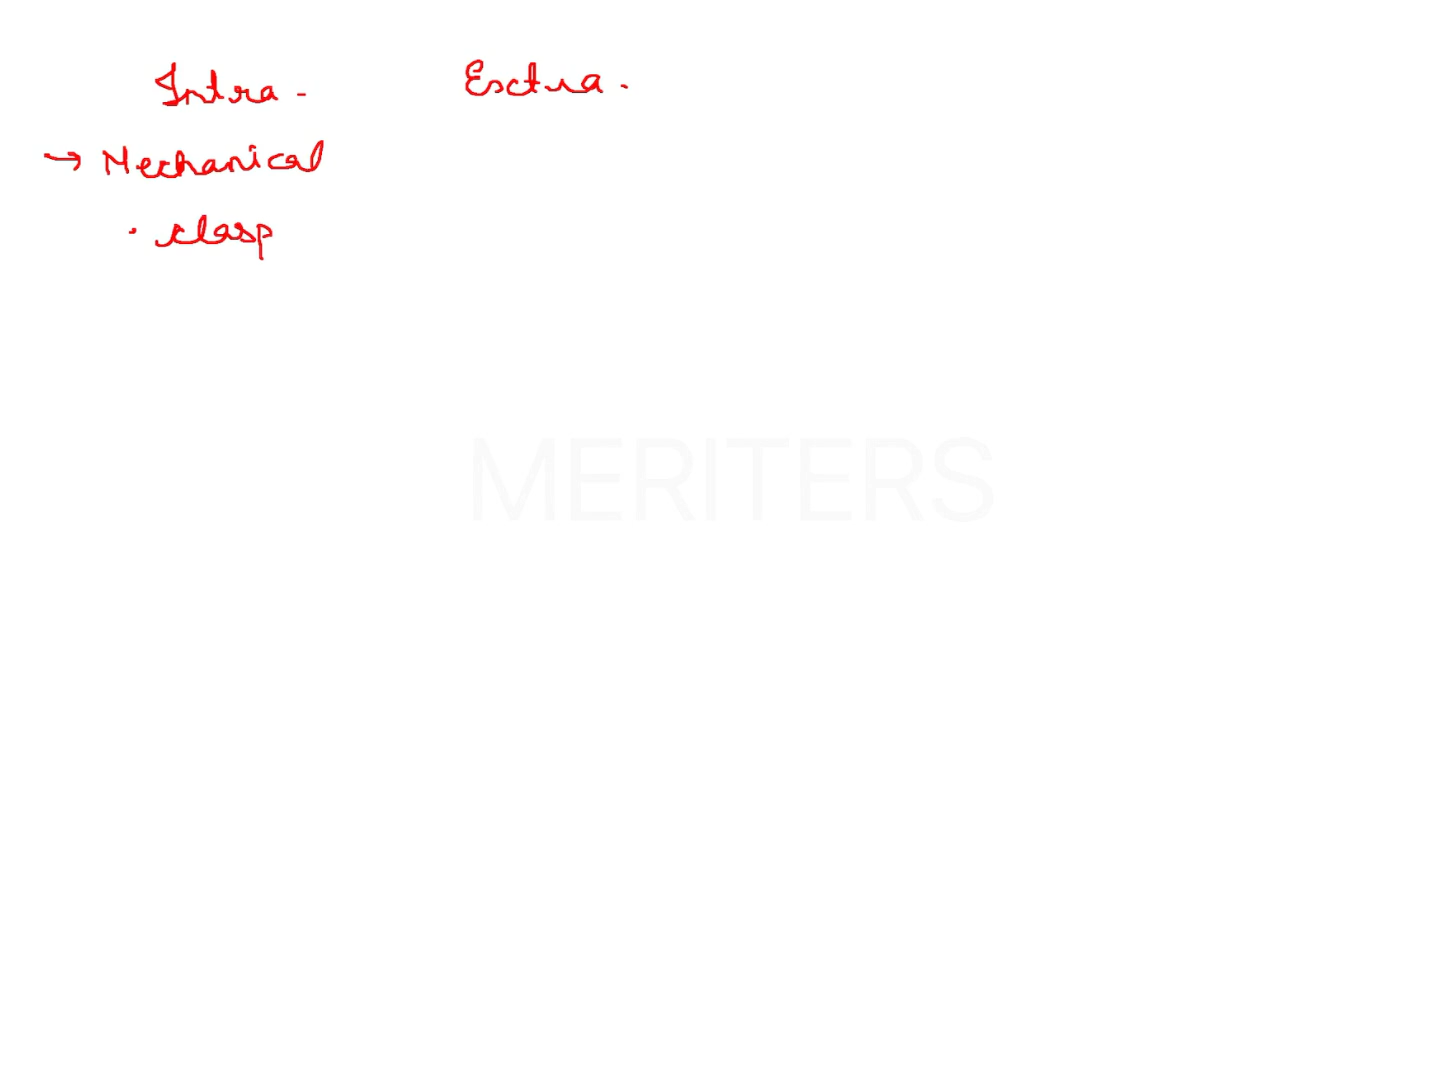 Intra - Extra.
→ Mechanical
· clasp
MERITERS